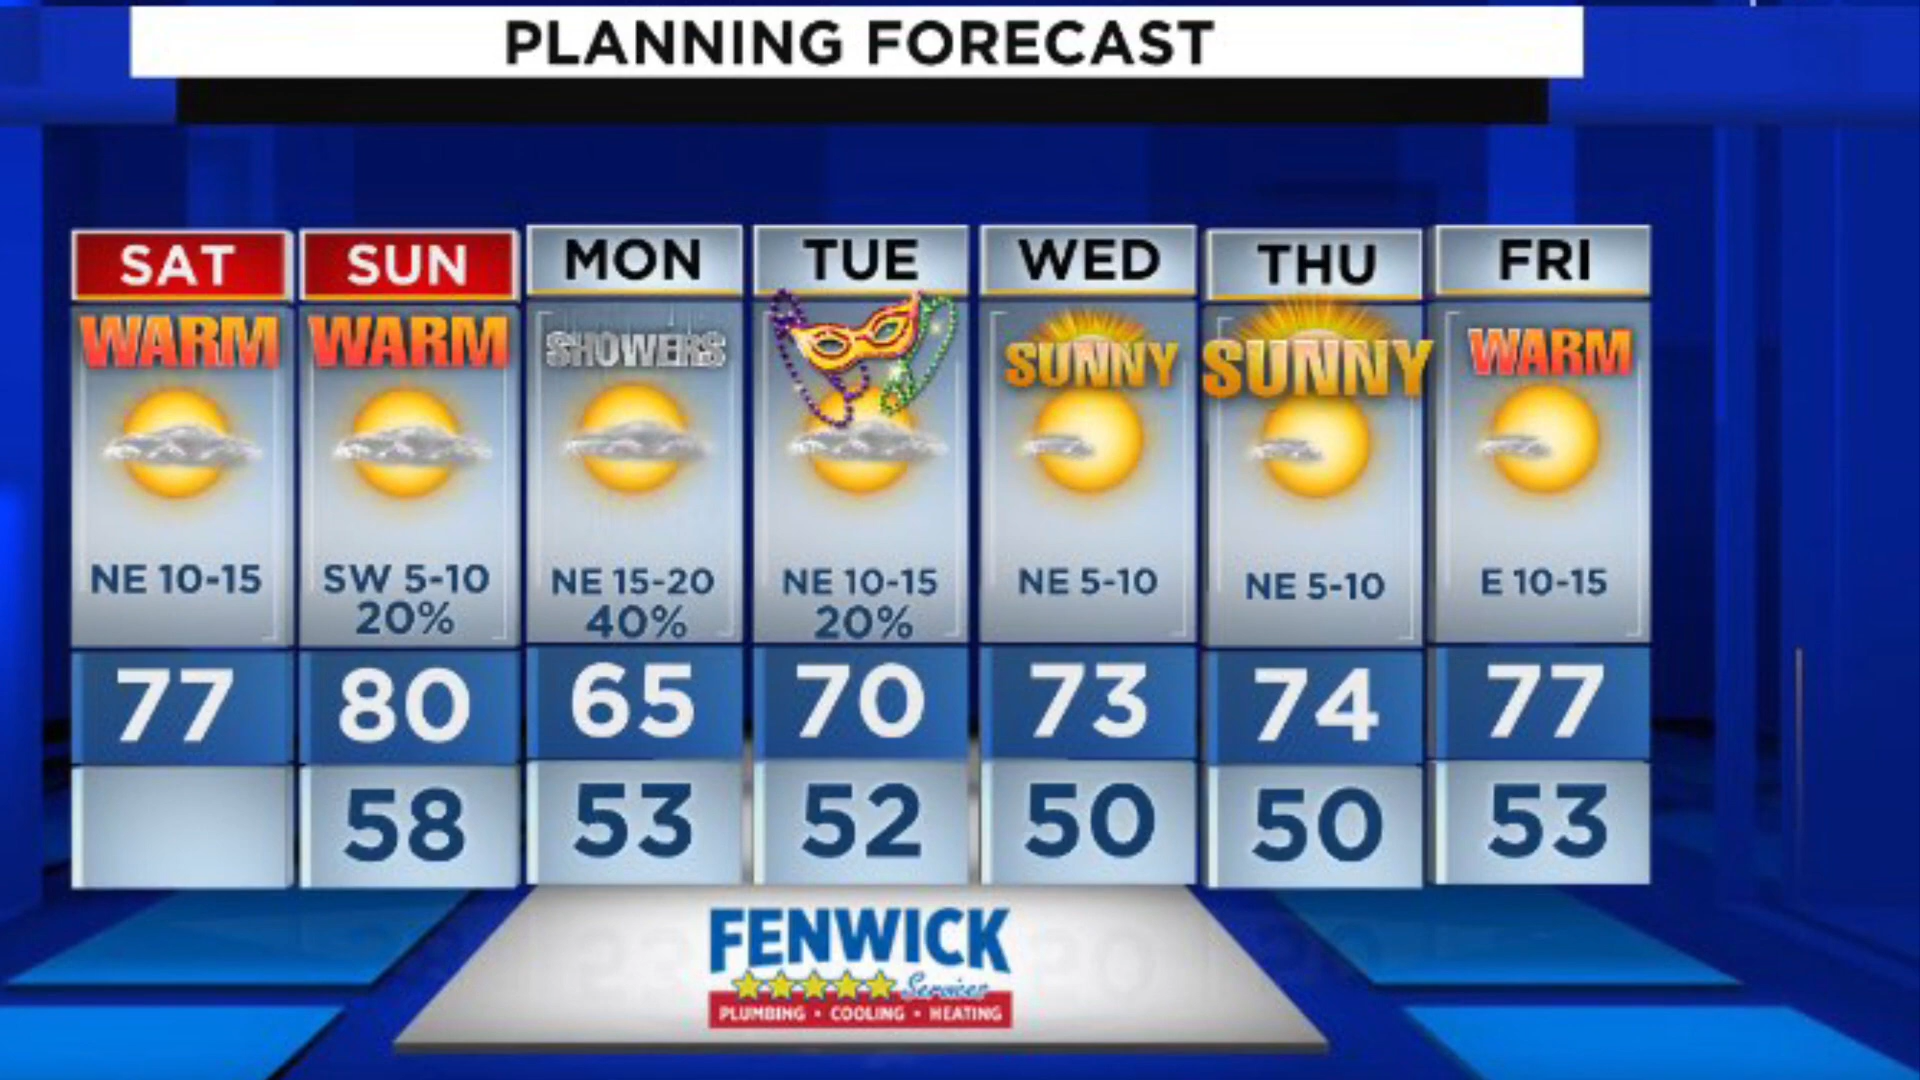 PLANNING FORECAST
SAT SUN MON TUE WED THU FRI
WARM WARM SHOWERS SUNNY SUNNY WARM
NE 10-15 SW 5-10 NE 15-20 NE 10-15 NE 5-10 NE 5-10 E 10-15
20% 40% 20%
77 80 65 70 73 74 77
58 53 52 50 50 53
FENWICK
Services
PLUMBING • COOLING • HEATING